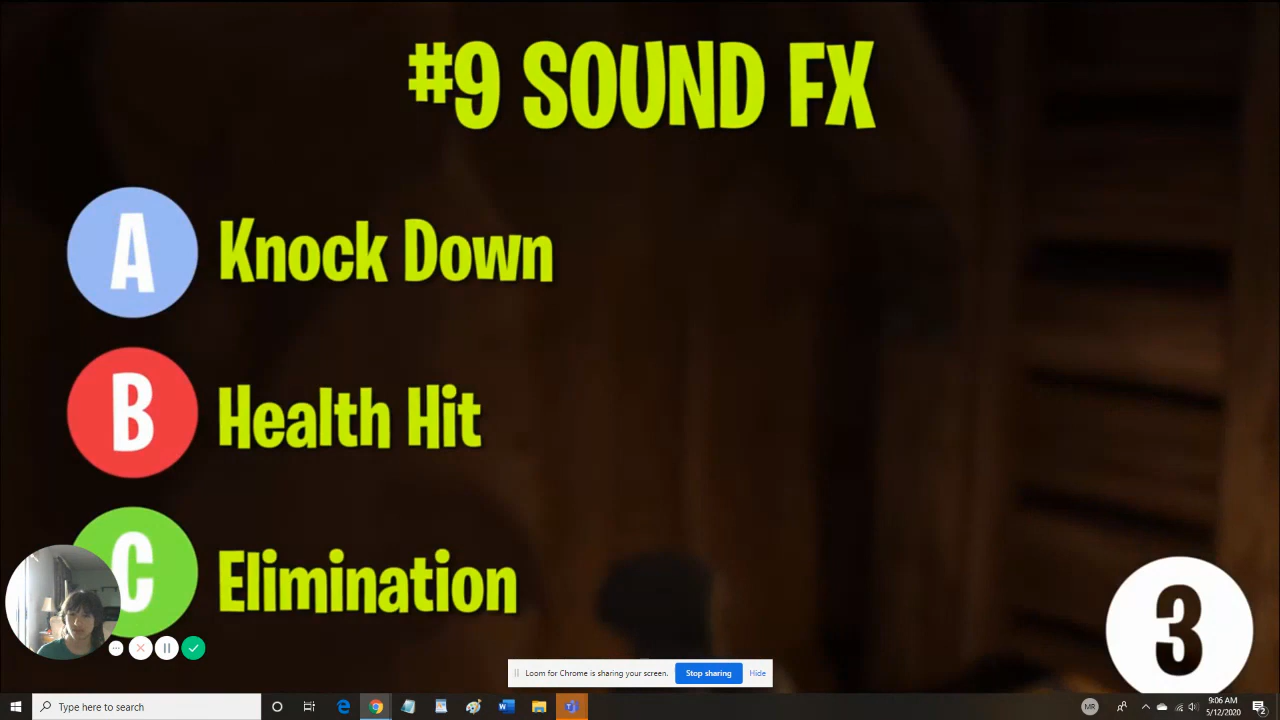 #9 SOUND FX
A Knock Down
B Health Hit
C Elimination
3
Loom for Chrome is sharing your screen. Stop sharing Hide
Type here to search
MR
9:06 AM
5/12/2020
2